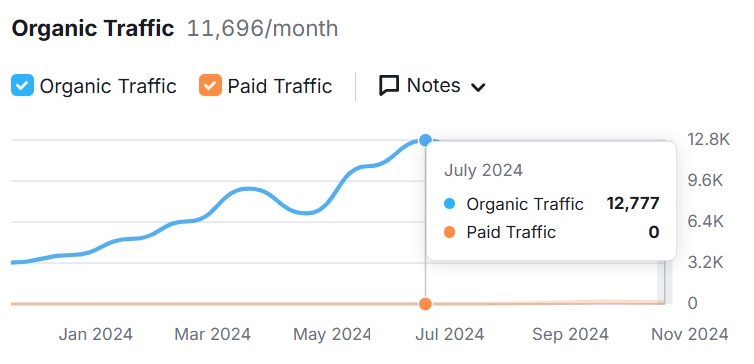 Organic Traffic 11,696/month
Organic Traffic Paid Traffic Notes
12.8K
July 2024
9.6K
Organic Traffic 12,777
6.4K
Paid Traffic 0
3.2K
0
Jan 2024 Mar 2024 May 2024 Jul 2024 Sep 2024 Nov 2024